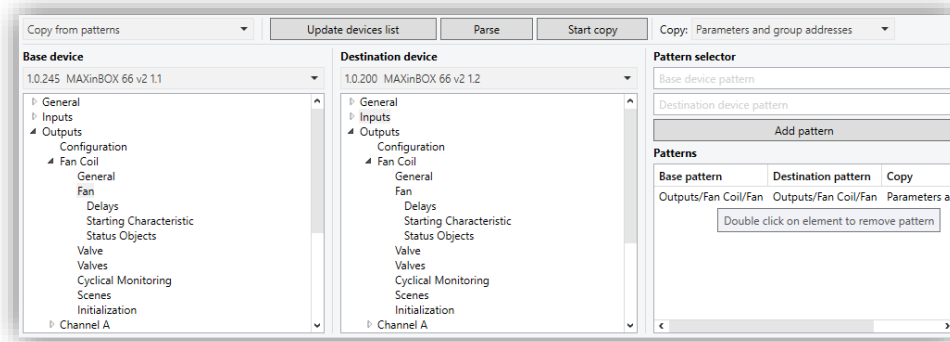 Copy from patterns
Update devices list
Parse
Start copy
Copy: Parameters and group addresses
Base device
1.0.245 MAXinBOX 66 v2 1.1
General
Inputs
Outputs
Configuration
Fan Coil
General
Fan
Delays
Starting Characteristic
Status Objects
Valve
Valves
Cyclical Monitoring
Scenes
Initialization
Channel A
Destination device
1.0.200 MAXinBOX 66 v2 1.2
General
Inputs
Outputs
Configuration
Fan Coil
General
Fan
Delays
Starting Characteristic
Status Objects
Valve
Valves
Cyclical Monitoring
Scenes
Initialization
Channel A
Pattern selector
Base device pattern
Destination device pattern
Add pattern
Patterns
Base pattern Destination pattern Copy
Outputs/Fan Coil/Fan Outputs/Fan Coil/Fan Parameters a
Double click on element to remove pattern